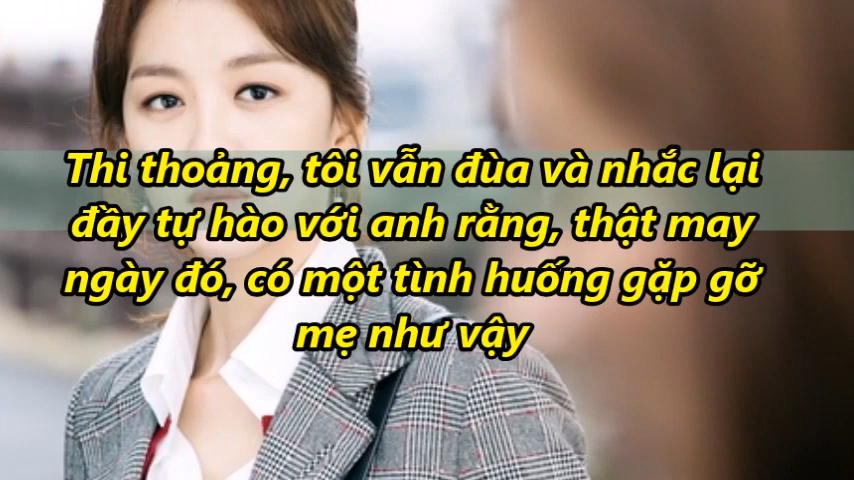 Thi thoảng, tôi vẫn đùa và nhắc lại
đầy tự hào với anh rằng, thật may
ngày đó, có một tình huống gặp gỡ
mẹ như vậy